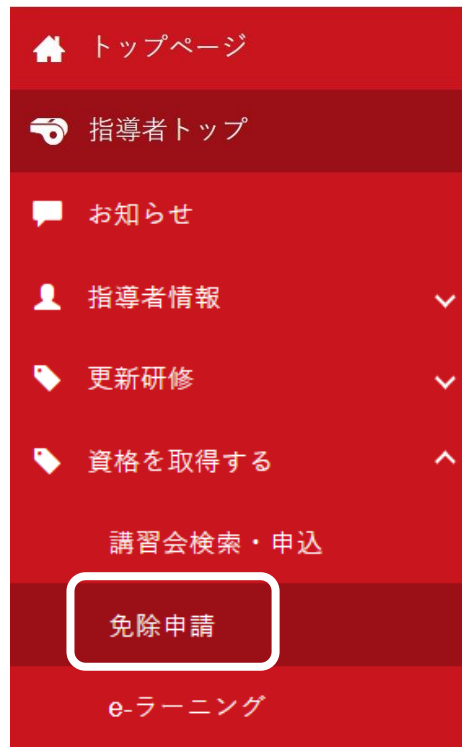 トップページ
指導者トップ
お知らせ
指導者情報
更新研修
資格を取得する
講習会検索・申込
免除申請
e-ラーニング